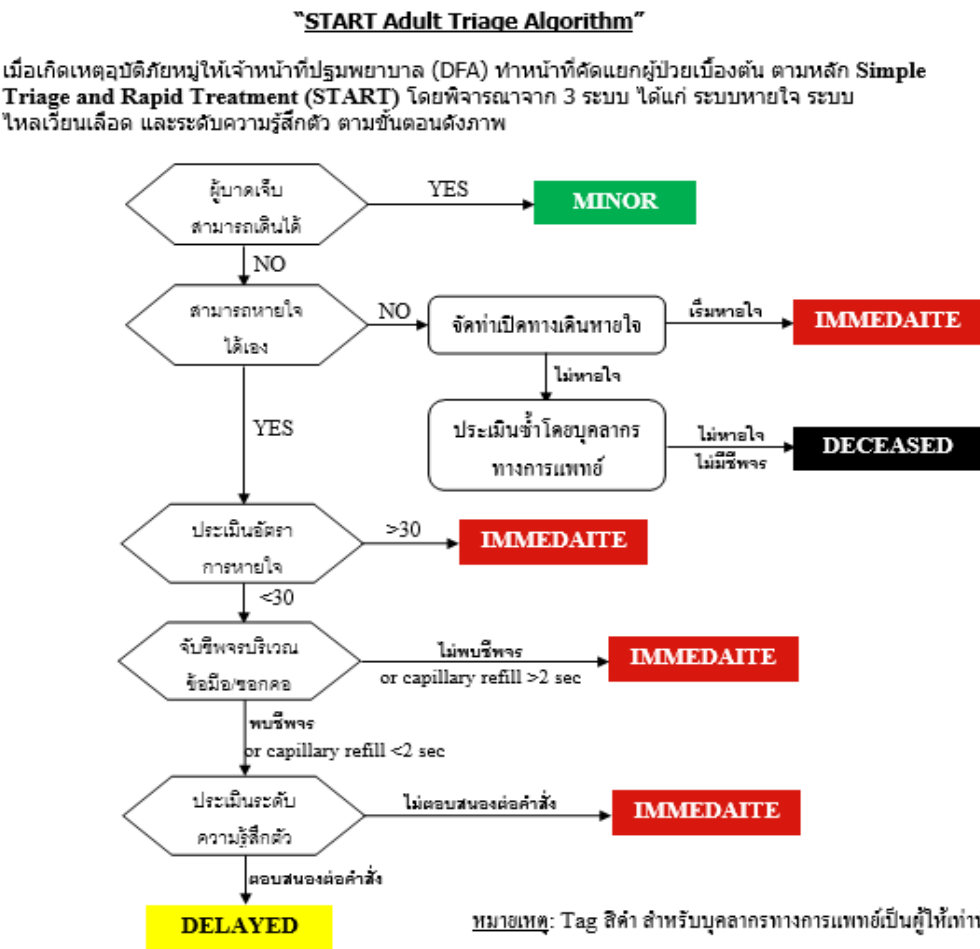 “START Adult Triage Algorithm”
เมื่อเกิดเหตุอุบัติภัยหมู่ให้เจ้าหน้าที่ปฐมพยาบาล (DFA) ทำหน้าที่คัดแยกผู้ป่วยเบื้องต้น ตามหลัก Simple
Triage and Rapid Treatment (START) โดยพิจารณาจาก 3 ระบบ ได้แก่ ระบบหายใจ ระบบ
ไหลเวียนเลือด และระดับความรู้สึกตัว ตามขั้นตอนดังภาพ
ผู้บาดเจ็บ
สามารถเดินได้
YES
MINOR
NO
สามารถหายใจ
ได้เอง
NO
จัดท่าเปิดทางเดินหายใจ
เริ่มหายใจ
IMMEDAITE
ไม่หายใจ
ประเมินซ้ำโดยบุคลากร
ทางการแพทย์
ไม่หายใจ
ไม่มีชีพจร
DECEASED
YES
ประเมินอัตรา
การหายใจ
>30
IMMEDAITE
<30
จับชีพจรบริเวณ
ข้อมือ/ซอกคอ
ไม่พบชีพจร
or capillary refill >2 sec
IMMEDAITE
พบชีพจร
or capillary refill <2 sec
ประเมินระดับ
ความรู้สึกตัว
ไม่ตอบสนองต่อคำสั่ง
IMMEDAITE
ตอบสนองต่อคำสั่ง
DELAYED
หมายเหตุ: Tag สีดำ สำหรับบุคลากรทางการแพทย์เป็นผู้ให้เท่า